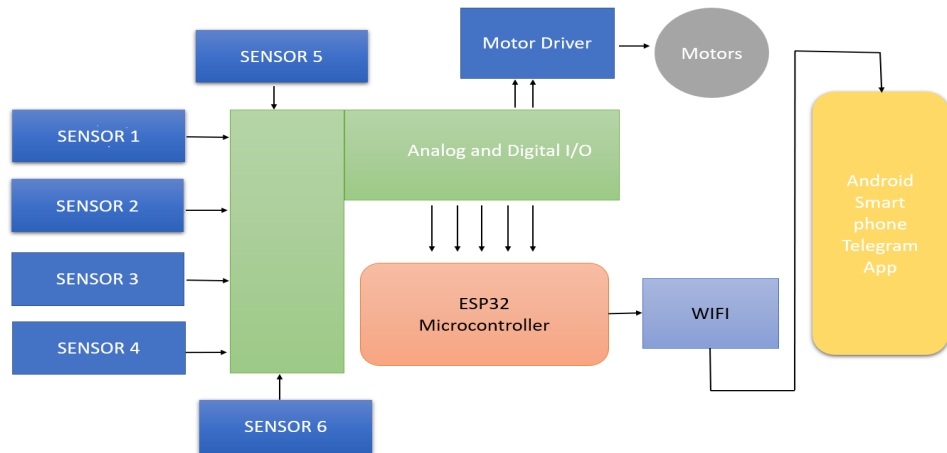 SENSOR 5
Motor Driver
Motors
SENSOR 1
Analog and Digital I/O
SENSOR 2
Android
Smart
phone
Telegram
App
SENSOR 3
ESP32
Microcontroller
WIFI
SENSOR 4
SENSOR 6